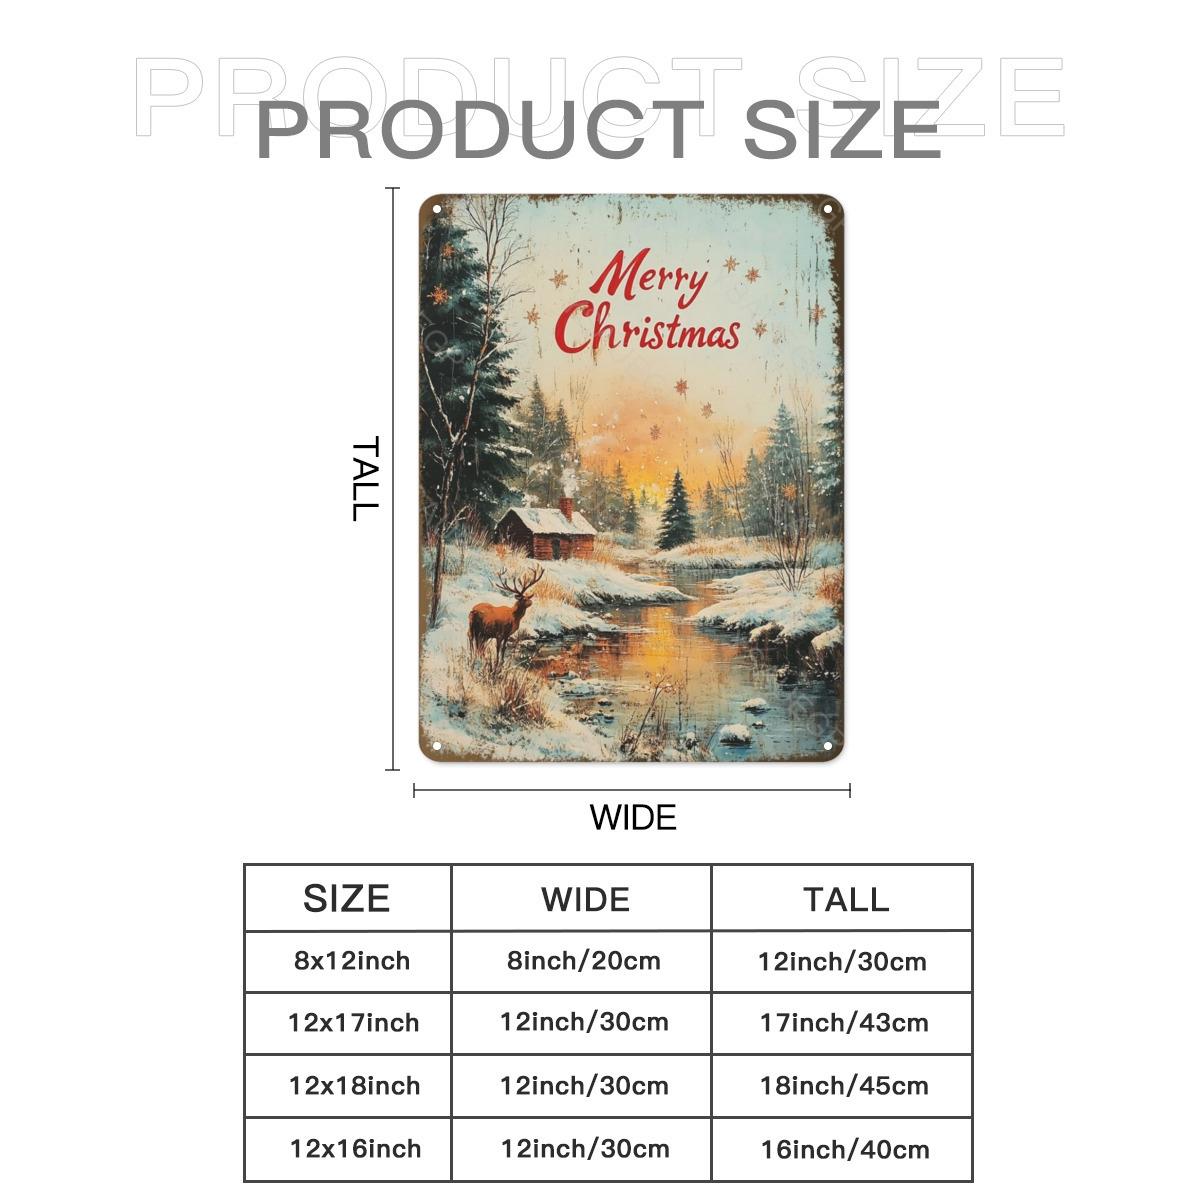 PRODUCT SIZE
PRODUCT SIZE
Merry
Christmas
TALL
WIDE
SIZE WIDE TALL
8x12inch 8inch/20cm 12inch/30cm
12x17inch 12inch/30cm 17inch/43cm
12x18inch 12inch/30cm 18inch/45cm
12x16inch 12inch/30cm 16inch/40cm